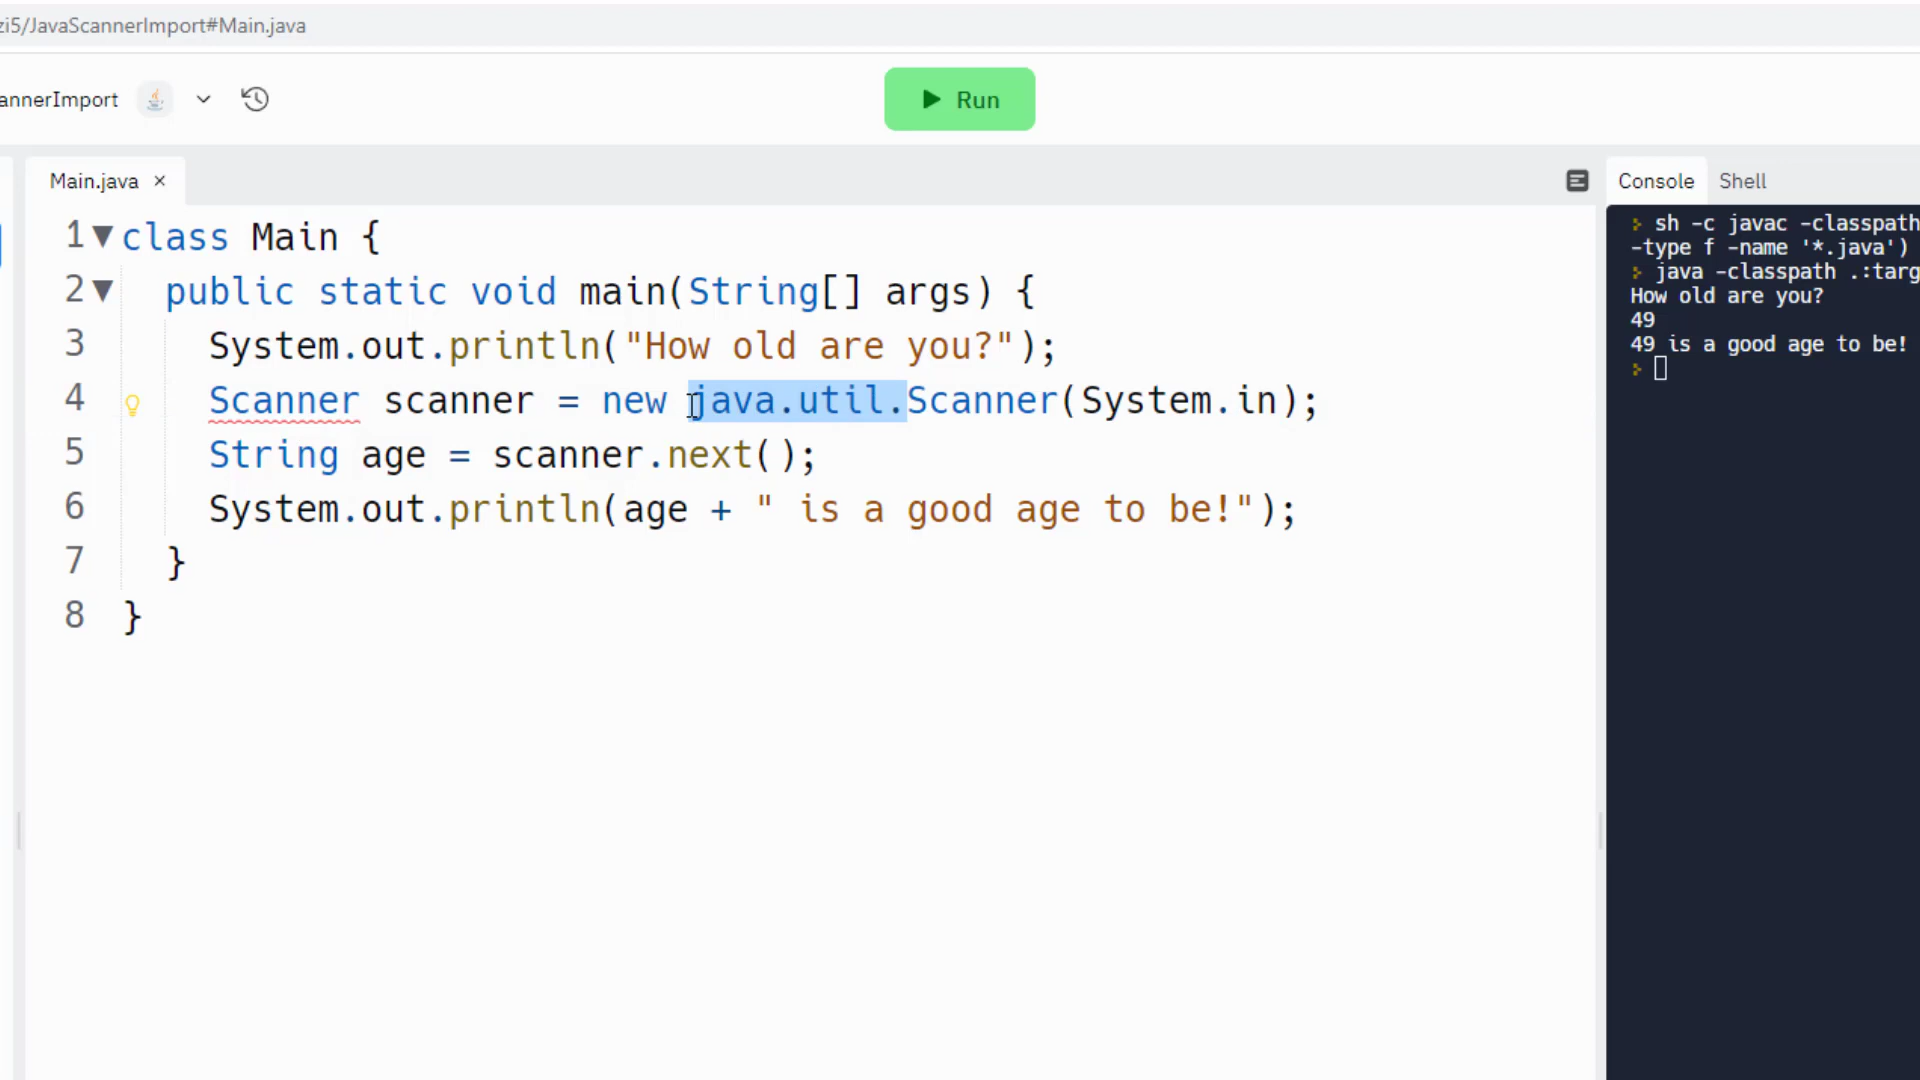 zi5/JavaScannerImport#Main.java
annerImport
Run
Main.java
Console Shell
1 class Main {
2 public static void main(String[] args) {
3 System.out.println("How old are you?");
4 Scanner scanner = new java.util.Scanner(System.in);
5 String age = scanner.next();
6 System.out.println(age + " is a good age to be!");
7 }
8 }
sh -c javac -classpath
-type f -name '*.java')
java -classpath .:targ
How old are you?
49
49 is a good age to be!